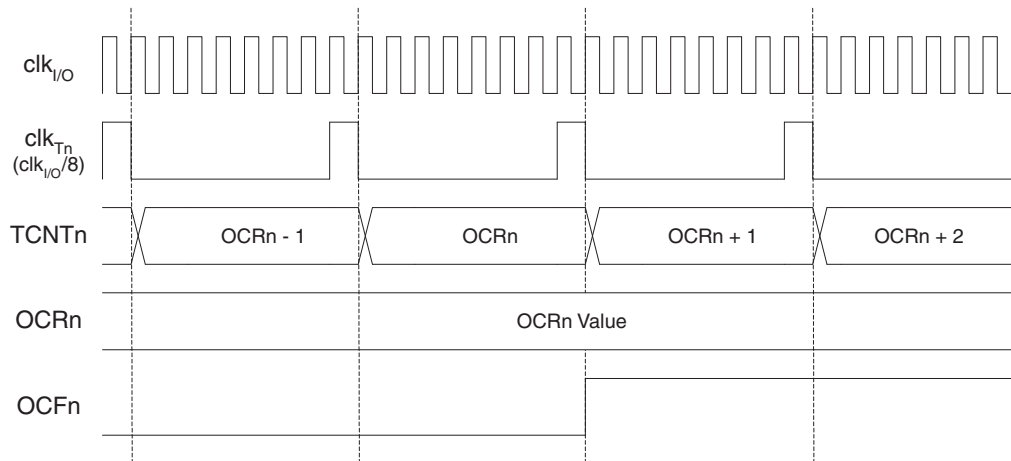 clkI/O
clkTn
(clkI/O/8)
TCNTn
OCRn - 1
OCRn
OCRn + 1
OCRn + 2
OCRn
OCRn Value
OCFn